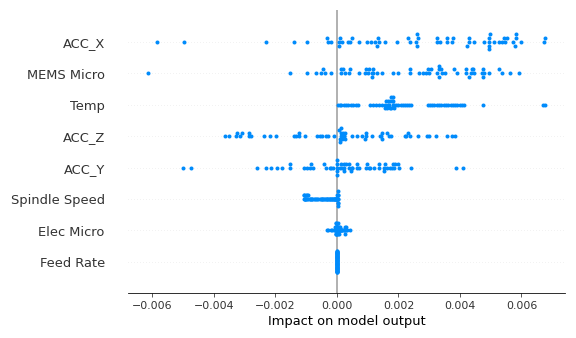 ACC_X
MEMS Micro
Temp
ACC_Z
ACC_Y
Spindle Speed
Elec Micro
Feed Rate
−0.006 −0.004 −0.002 0.000 0.002 0.004 0.006
Impact on model output